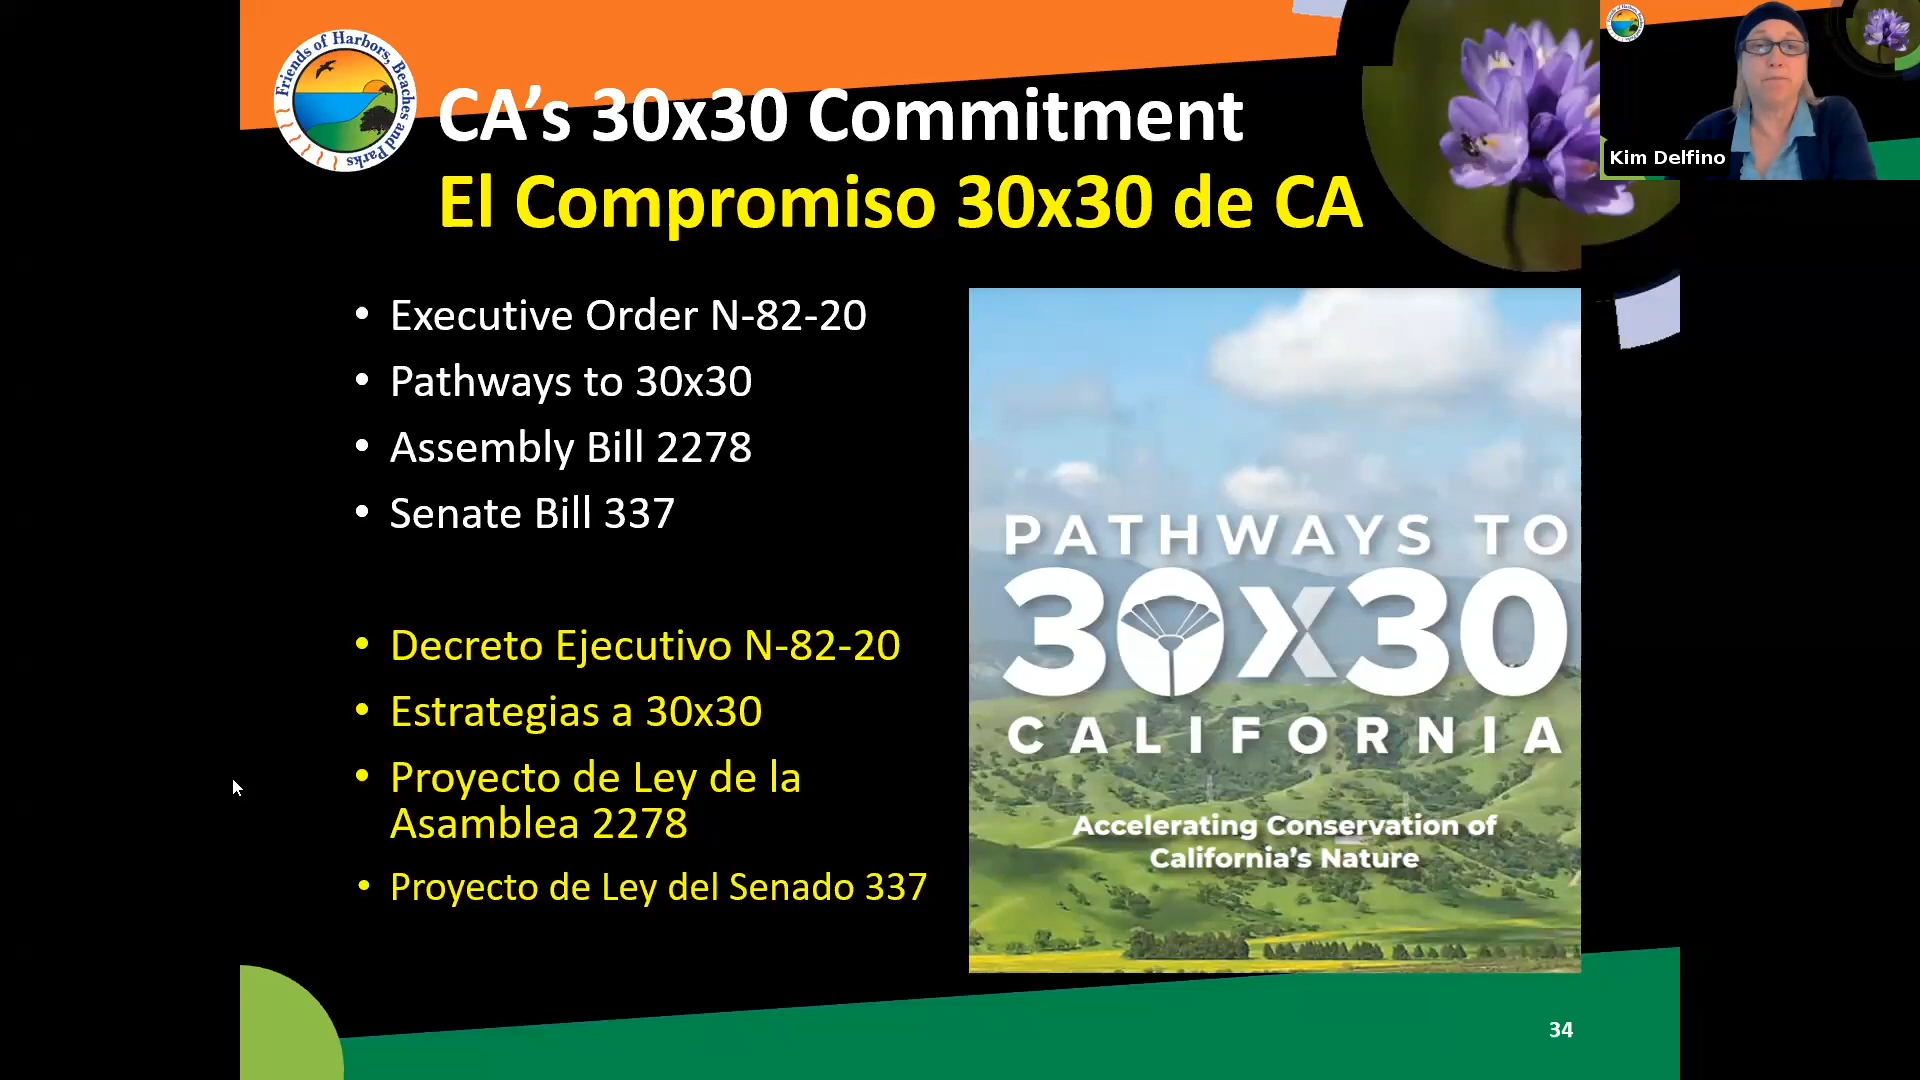 Friends of Harbors, Beaches and Parks
CA’s 30x30 Commitment
El Compromiso 30x30 de CA
Kim Delfino
• Executive Order N-82-20
• Pathways to 30x30
• Assembly Bill 2278
• Senate Bill 337
• Decreto Ejecutivo N-82-20
• Estrategias a 30x30
• Proyecto de Ley de la
Asamblea 2278
• Proyecto de Ley del Senado 337
PATHWAYS TO
30x30
CALIFORNIA
Accelerating Conservation of
California’s Nature
34